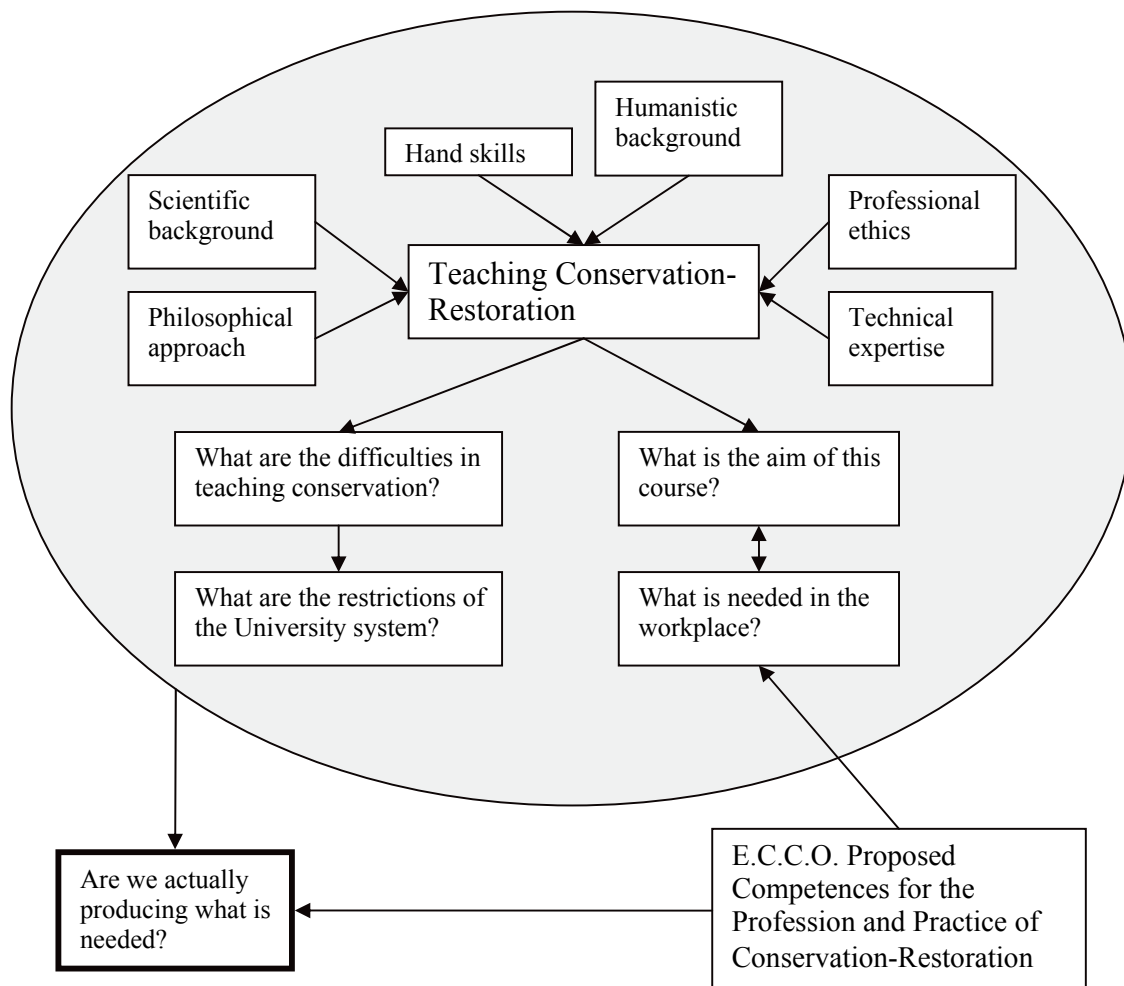 Humanistic
background
Hand skills
Scientific
background
Professional
ethics
Teaching Conservation-
Restoration
Philosophical
approach
Technical
expertise
What are the difficulties in
teaching conservation?
What is the aim of this
course?
What are the restrictions of
the University system?
What is needed in the
workplace?
Are we actually
producing what is
needed?
E.C.C.O. Proposed
Competences for the
Profession and Practice of
Conservation-Restoration